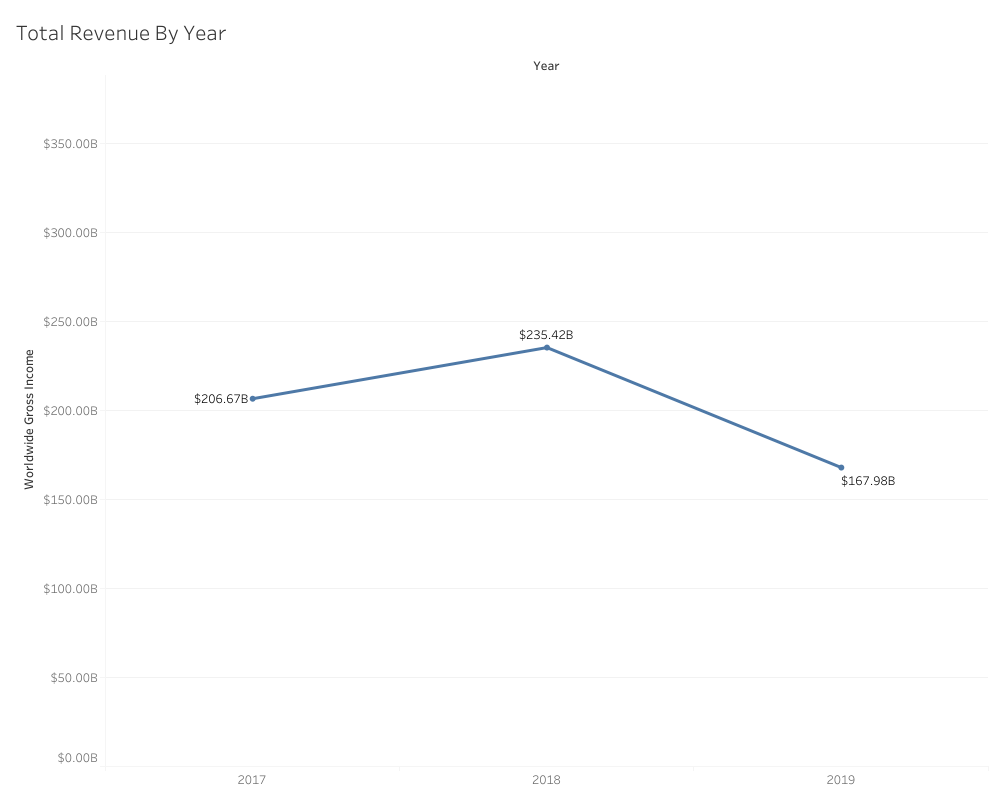 Total Revenue By Year
Year
$350.00B
$300.00B
$250.00B
$235.42B
$206.67B
$200.00B
Worldwide Gross Income
$167.98B
$150.00B
$100.00B
$50.00B
$0.00B
2017
2018
2019